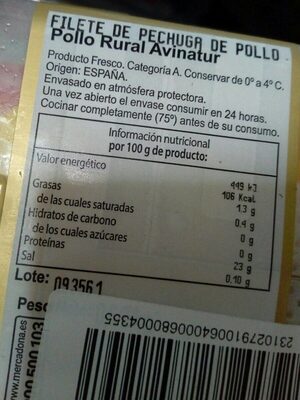 FILETE DE PECHUGA DE POLLO
Pollo Rural Avinatur
Producto Fresco. Categoría A. Conservar de 0º a 4º C.
Origen: ESPAÑA.
Envasado en atmósfera protectora.
Una vez abierto el envase consumir en 24 horas.
Cocinar completamente (75º) antes de su consumo.
Información nutricional
por 100 g de producto:
Valor energético 449 kJ
106 Kcal
Grasas 1,3 g
de las cuales saturadas 0,4 g
Hidratos de carbono 0 g
de los cuales azúcares 0 g
Proteínas 23 g
Sal 0,10 g
Lote: 093561
www.mercadona.es